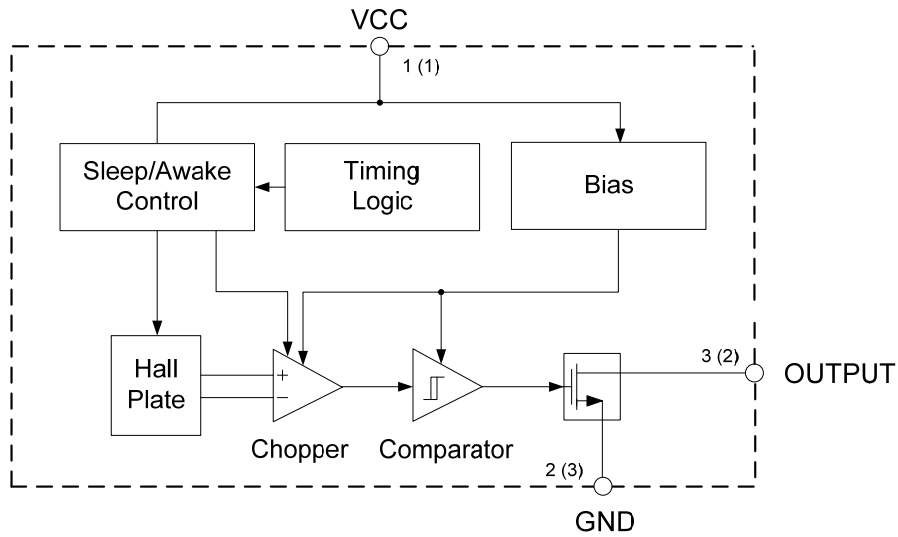 VCC
1 (1)
Sleep/Awake
Control
Timing
Logic
Bias
Hall
Plate
+
−
Chopper
Comparator
3 (2)
OUTPUT
2 (3)
GND